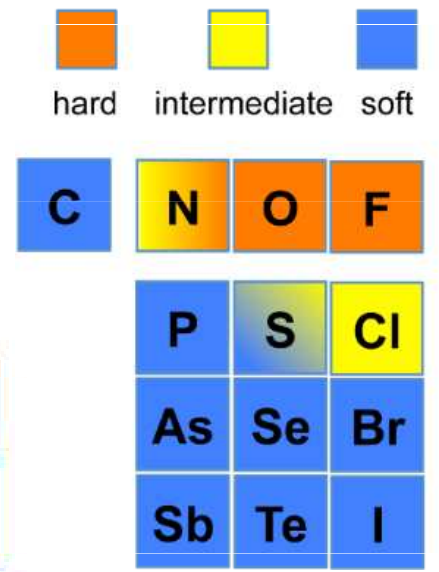 hard intermediate soft
C N O F
P S Cl
As Se Br
Sb Te I